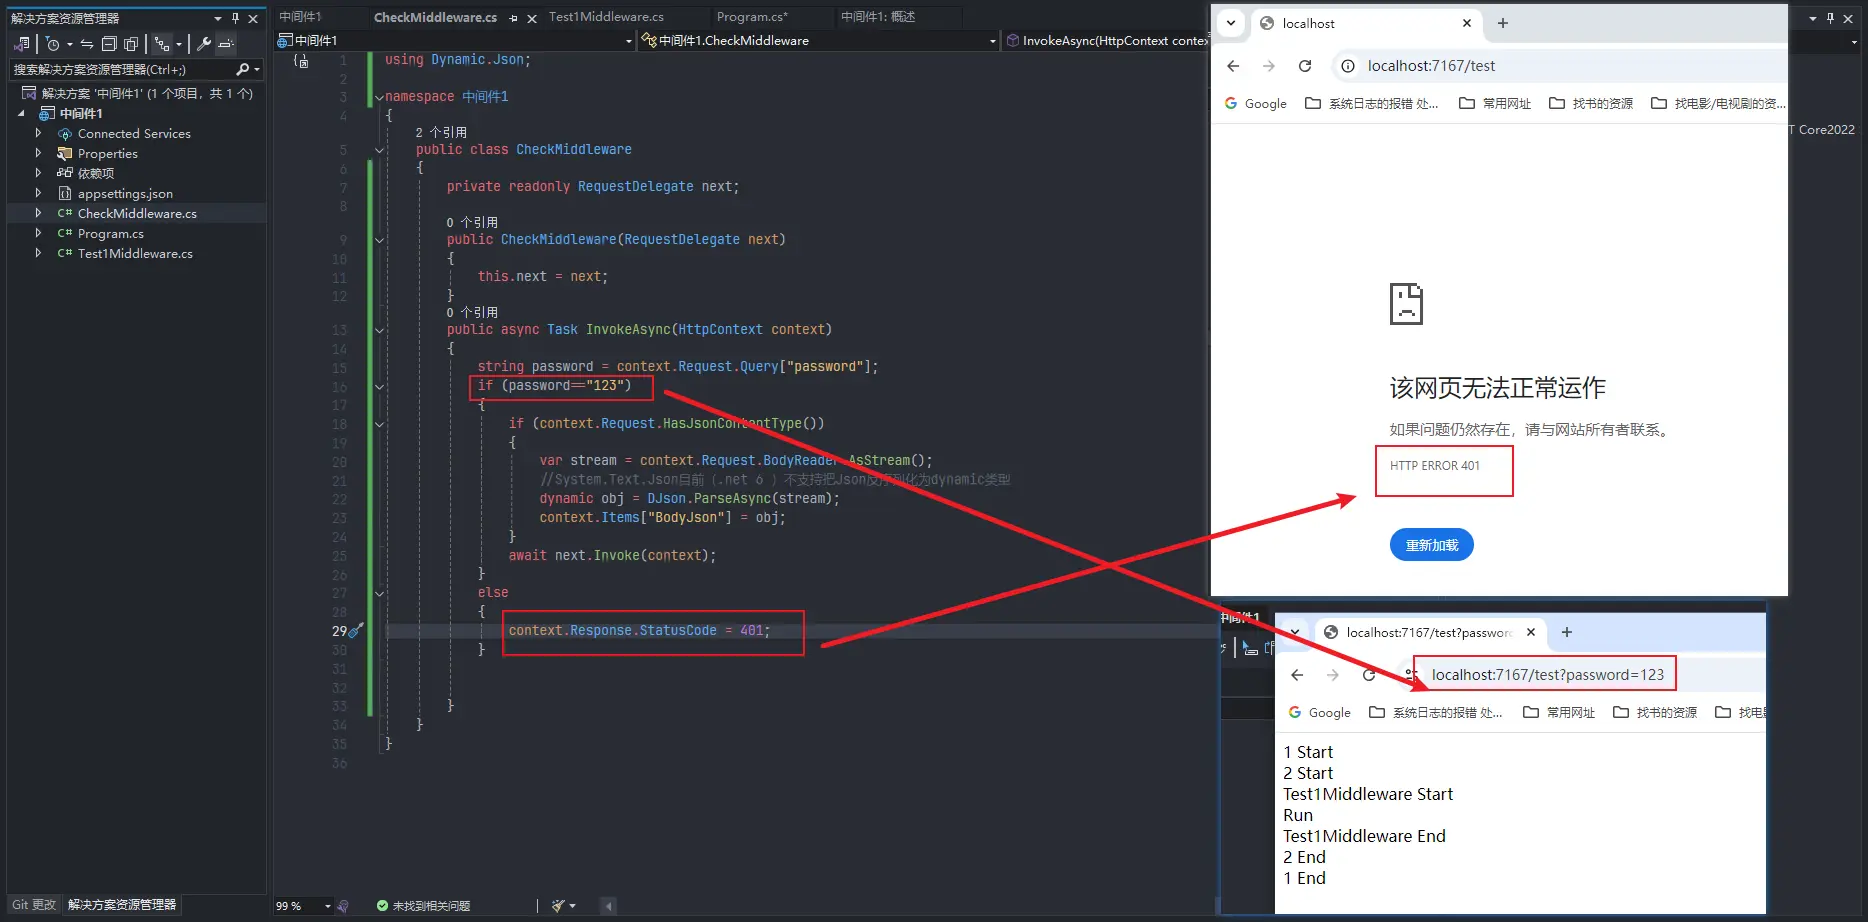 解决方案资源管理器
搜索解决方案资源管理器(Ctrl+;)
解决方案 '中间件1' (1 个项目，共 1 个)
中间件1
Connected Services
Properties
依赖项
appsettings.json
C# CheckMiddleware.cs
C# Program.cs
C# Test1Middleware.cs
Git 更改
解决方案资源管理器
中间件1
CheckMiddleware.cs
Test1Middleware.cs
Program.cs*
中间件1: 概述
中间件1
中间件1.CheckMiddleware
InvokeAsync(HttpContext contex
1 using Dynamic.Json;
2
3 namespace 中间件1
4 {
2 个引用
5 public class CheckMiddleware
6 {
7 private readonly RequestDelegate next;
8
0 个引用
9 public CheckMiddleware(RequestDelegate next)
10 {
11 this.next = next;
12 }
0 个引用
13 public async Task InvokeAsync(HttpContext context)
14 {
15 string password = context.Request.Query["password"];
16 if (password=="123")
17 {
18 if (context.Request.HasJsonContentType())
19 {
20 var stream = context.Request.BodyReader.AsStream();
21 //System.Text.Json目前（.net 6 ）不支持把Json反序列化为dynamic类型
22 dynamic obj = DJson.ParseAsync(stream);
23 context.Items["BodyJson"] = obj;
24 }
25 await next.Invoke(context);
26 }
27 else
28 {
29 context.Response.StatusCode = 401;
30 }
31
32
33 }
34 }
35 }
36
99 %
未找到相关问题
localhost
localhost:7167/test
Google
系统日志的报错 处...
常用网址
找书的资源
找电影/电视剧的资...
该网页无法正常运作
如果问题仍然存在，请与网站所有者联系。
HTTP ERROR 401
重新加载
T Core2022
中间件1
localhost:7167/test?passwor
localhost:7167/test?password=123
Google
系统日志的报错 处...
常用网址
找书的资源
找电影
1 Start
2 Start
Test1Middleware Start
Run
Test1Middleware End
2 End
1 End